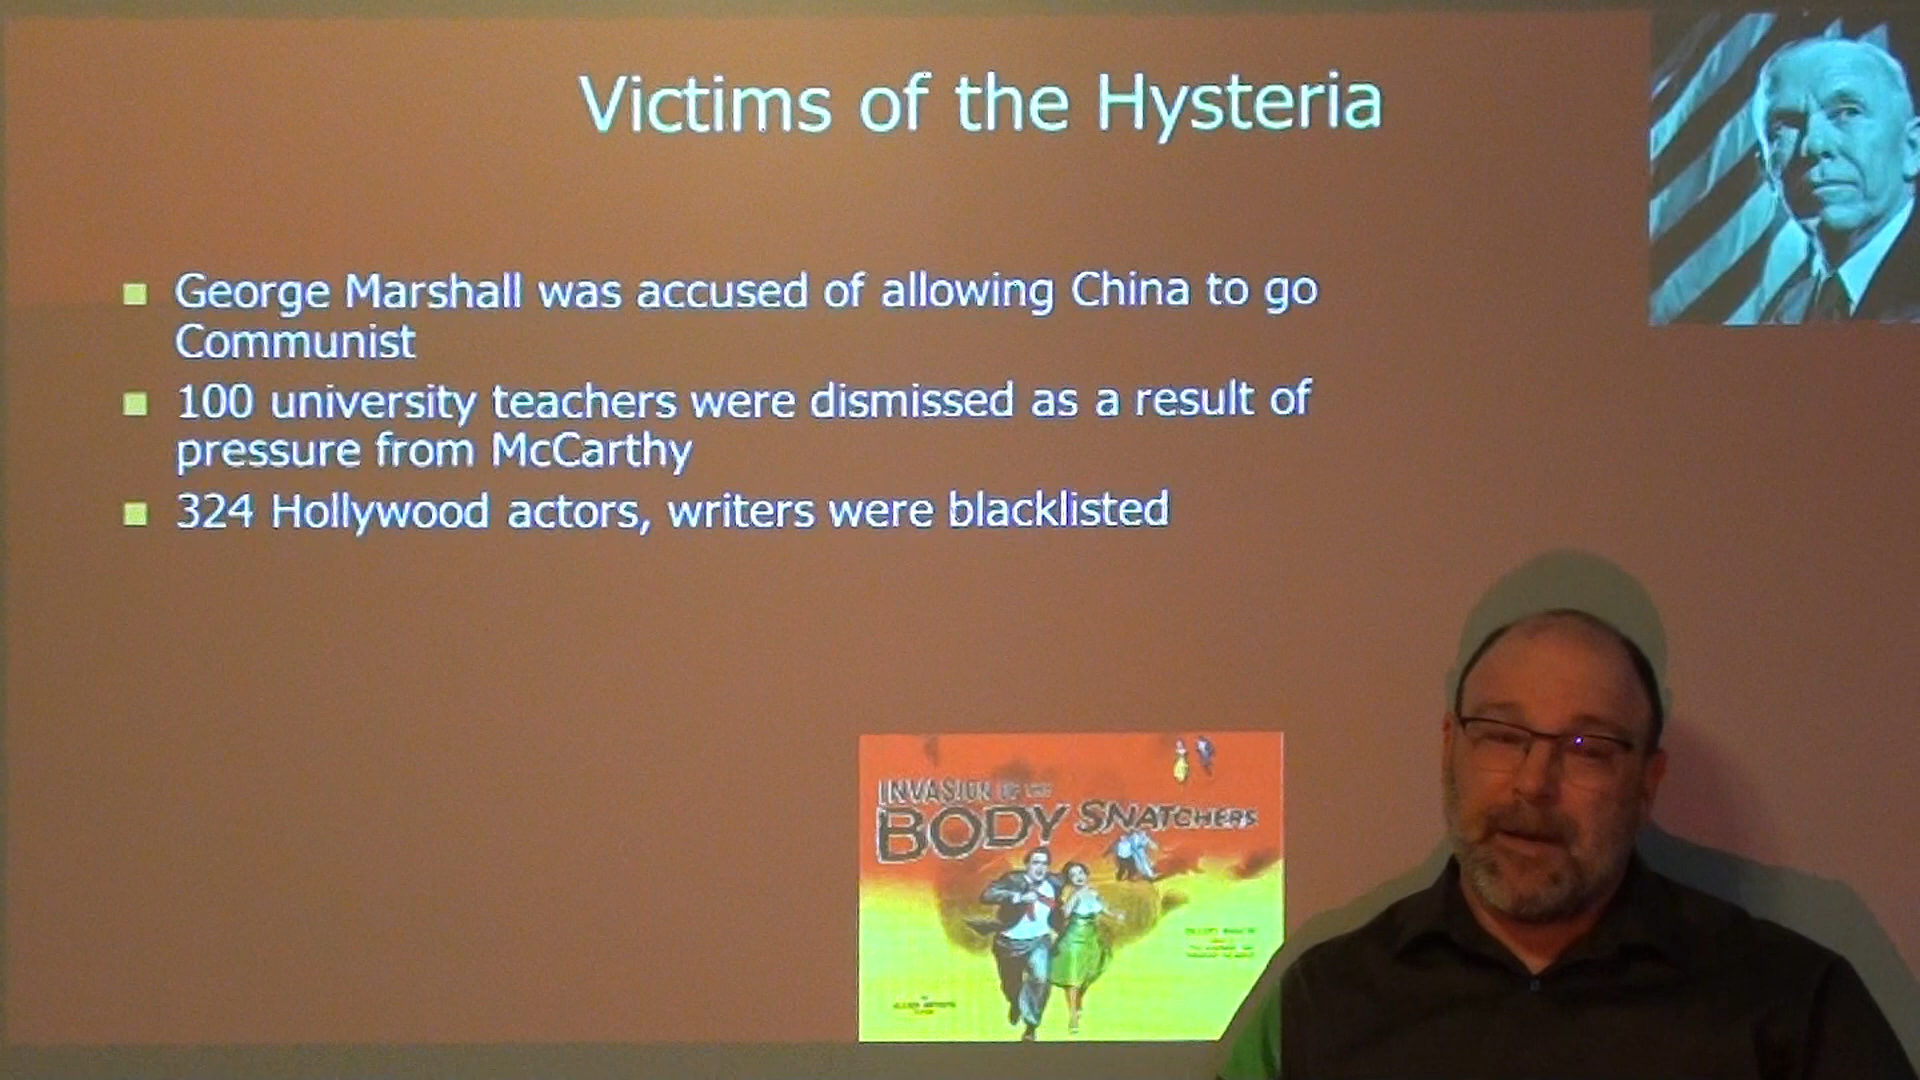 Victims of the Hysteria
George Marshall was accused of allowing China to go
Communist
100 university teachers were dismissed as a result of
pressure from McCarthy
324 Hollywood actors, writers were blacklisted
INVASION OF THE
BODY SNATCHERS